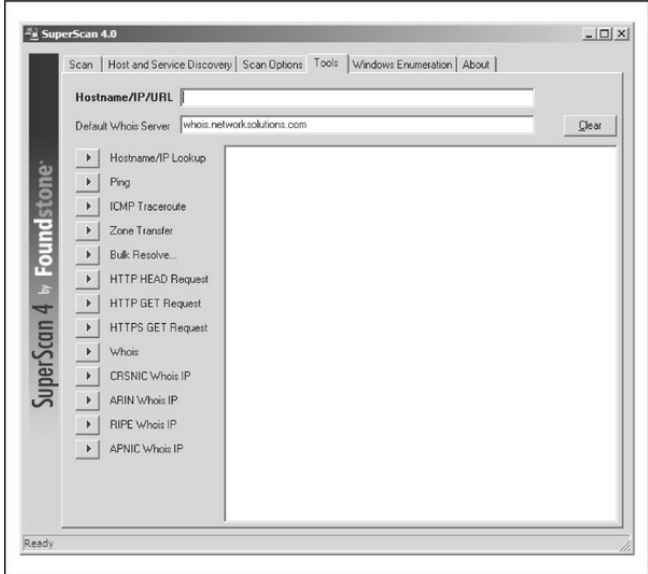 SuperScan 4.0
Scan Host and Service Discovery Scan Options Tools Windows Enumeration About
Hostname/IP/URL
Default Whois Server whois.networksolutions.com Clear
Hostname/IP Lookup
Ping
ICMP Traceroute
Zone Transfer
Bulk Resolve...
HTTP HEAD Request
HTTP GET Request
HTTPS GET Request
Whois
CRSNIC Whois IP
ARIN Whois IP
RIPE Whois IP
APNIC Whois IP
SuperScan 4 by Foundstone
Ready